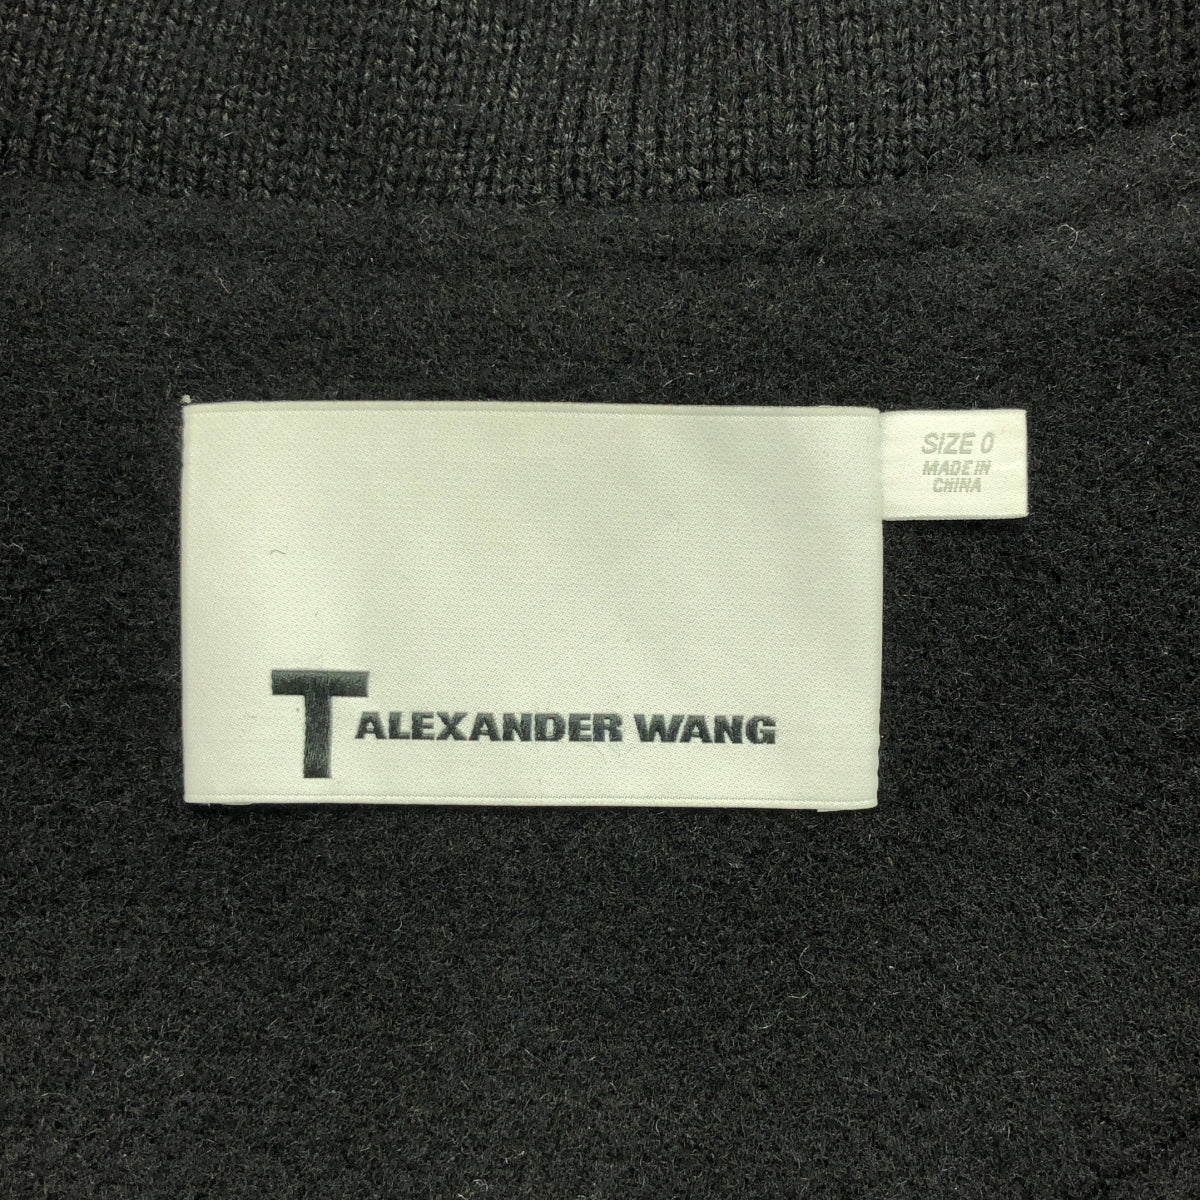 SIZE 0
MADE IN
CHINA
T ALEXANDER WANG